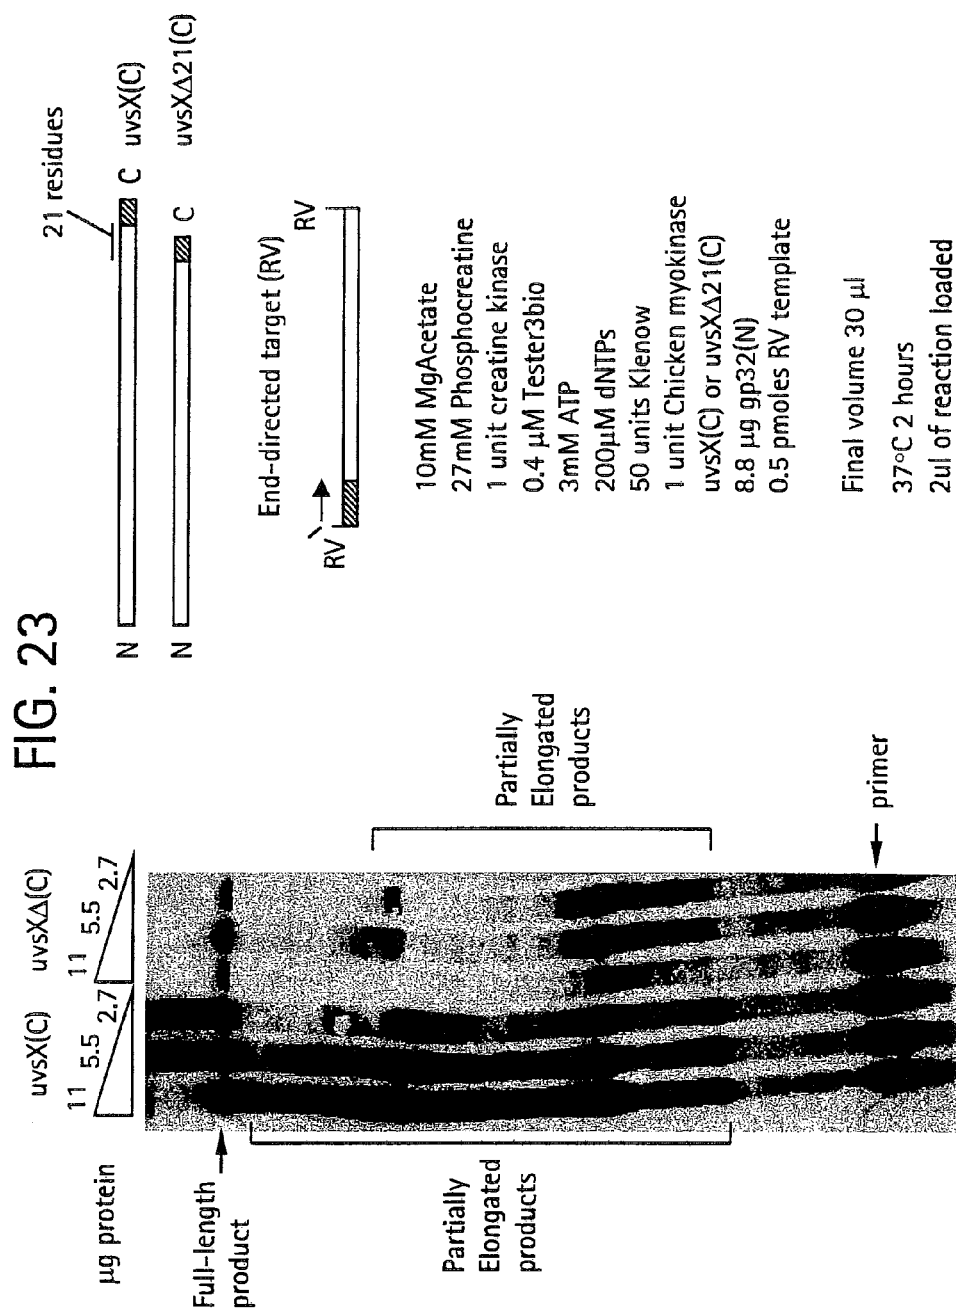 FIG. 23
µg protein
uvsX(C)
uvsXΔ(C)
11 5.5 2.7
11 5.5 2.7
Full-length
product
Partially
Elongated
products
Partially
Elongated
products
primer
21 residues
N
C uvsX(C)
N
C
uvsXΔ21(C)
End-directed target (RV)
RV
RV
10mM MgAcetate
27mM Phosphocreatine
1 unit creatine kinase
0.4 µM Tester3bio
3mM ATP
200µM dNTPs
50 units Klenow
1 unit Chicken myokinase
uvsX(C) or uvsXΔ21(C)
8.8 µg gp32(N)
0.5 pmoles RV template
Final volume 30 µl
37°C 2 hours
2ul of reaction loaded